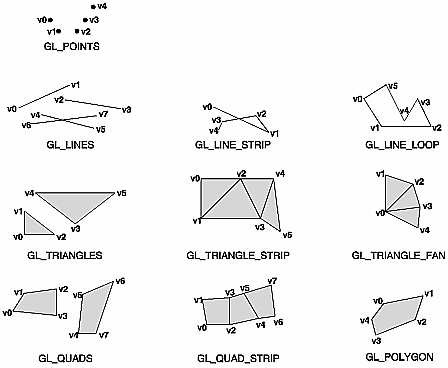 v4
v0 v3
v1 v2
GL_POINTS
v1
v2
v0 v3
v4 v7
v6 v5
GL_LINES
v0
v2
v3
v4 v1
GL_LINE_STRIP
v5
v0 v3
v4
v1 v2
GL_LINE_LOOP
v4 v5
v1
v3
v0 v2
GL_TRIANGLES
v0 v2 v4
v1 v3
v5
GL_TRIANGLE_STRIP
v1
v2
v3
v0
v4
GL_TRIANGLE_FAN
v6
v1 v2 v5
v0 v3
v4 v7
GL_QUADS
v7
v1 v3 v5
v0 v2 v4 v6
GL_QUAD_STRIP
v1
v0
v4 v2
v3
GL_POLYGON